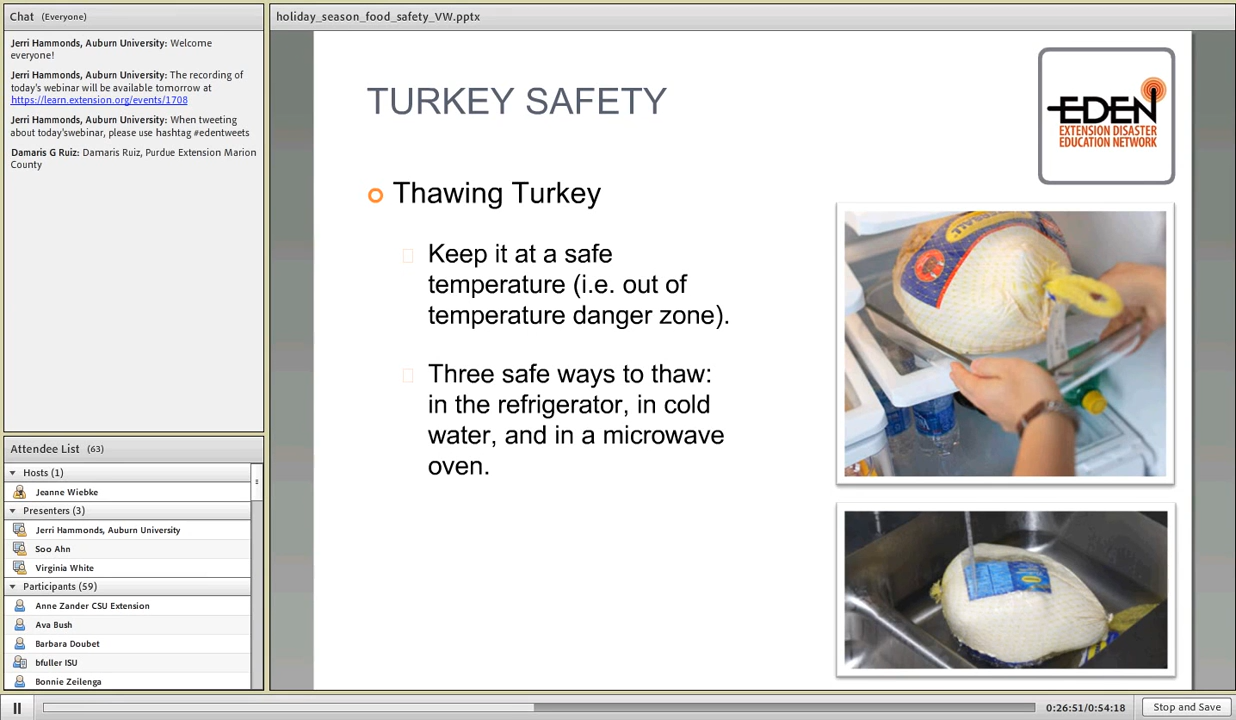 Chat (Everyone)
Jerri Hammonds, Auburn University: Welcome
everyone!
Jerri Hammonds, Auburn University: The recording of
today's webinar will be available tomorrow at
https://learn.extension.org/events/1708
Jerri Hammonds, Auburn University: When tweeting
about today'swebinar, please use hashtag #edentweets
Damaris G Ruiz: Damaris Ruiz, Purdue Extension Marion
County
Attendee List (63)
Hosts (1)
Jeanne Wiebke
Presenters (3)
Jerri Hammonds, Auburn University
Soo Ahn
Virginia White
Participants (59)
Anne Zander CSU Extension
Ava Bush
Barbara Doubet
bfuller ISU
Bonnie Zeilenga
holiday_season_food_safety_VW.pptx
TURKEY SAFETY
EDEN
EXTENSION DISASTER
EDUCATION NETWORK
Thawing Turkey
Keep it at a safe
temperature (i.e. out of
temperature danger zone).
Three safe ways to thaw:
in the refrigerator, in cold
water, and in a microwave
oven.
0:26:51/0:54:18
Stop and Save